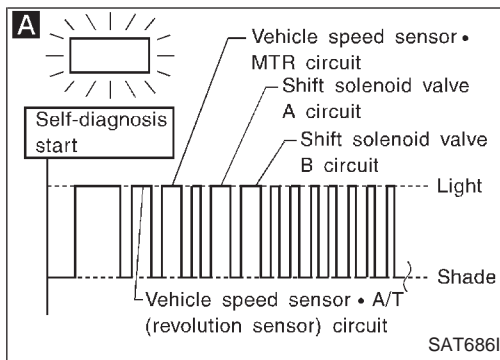 A
Vehicle speed sensor •
MTR circuit
Shift solenoid valve
A circuit
Self-diagnosis
start
Shift solenoid valve
B circuit
Light
Shade
Vehicle speed sensor • A/T
(revolution sensor) circuit
SAT686I